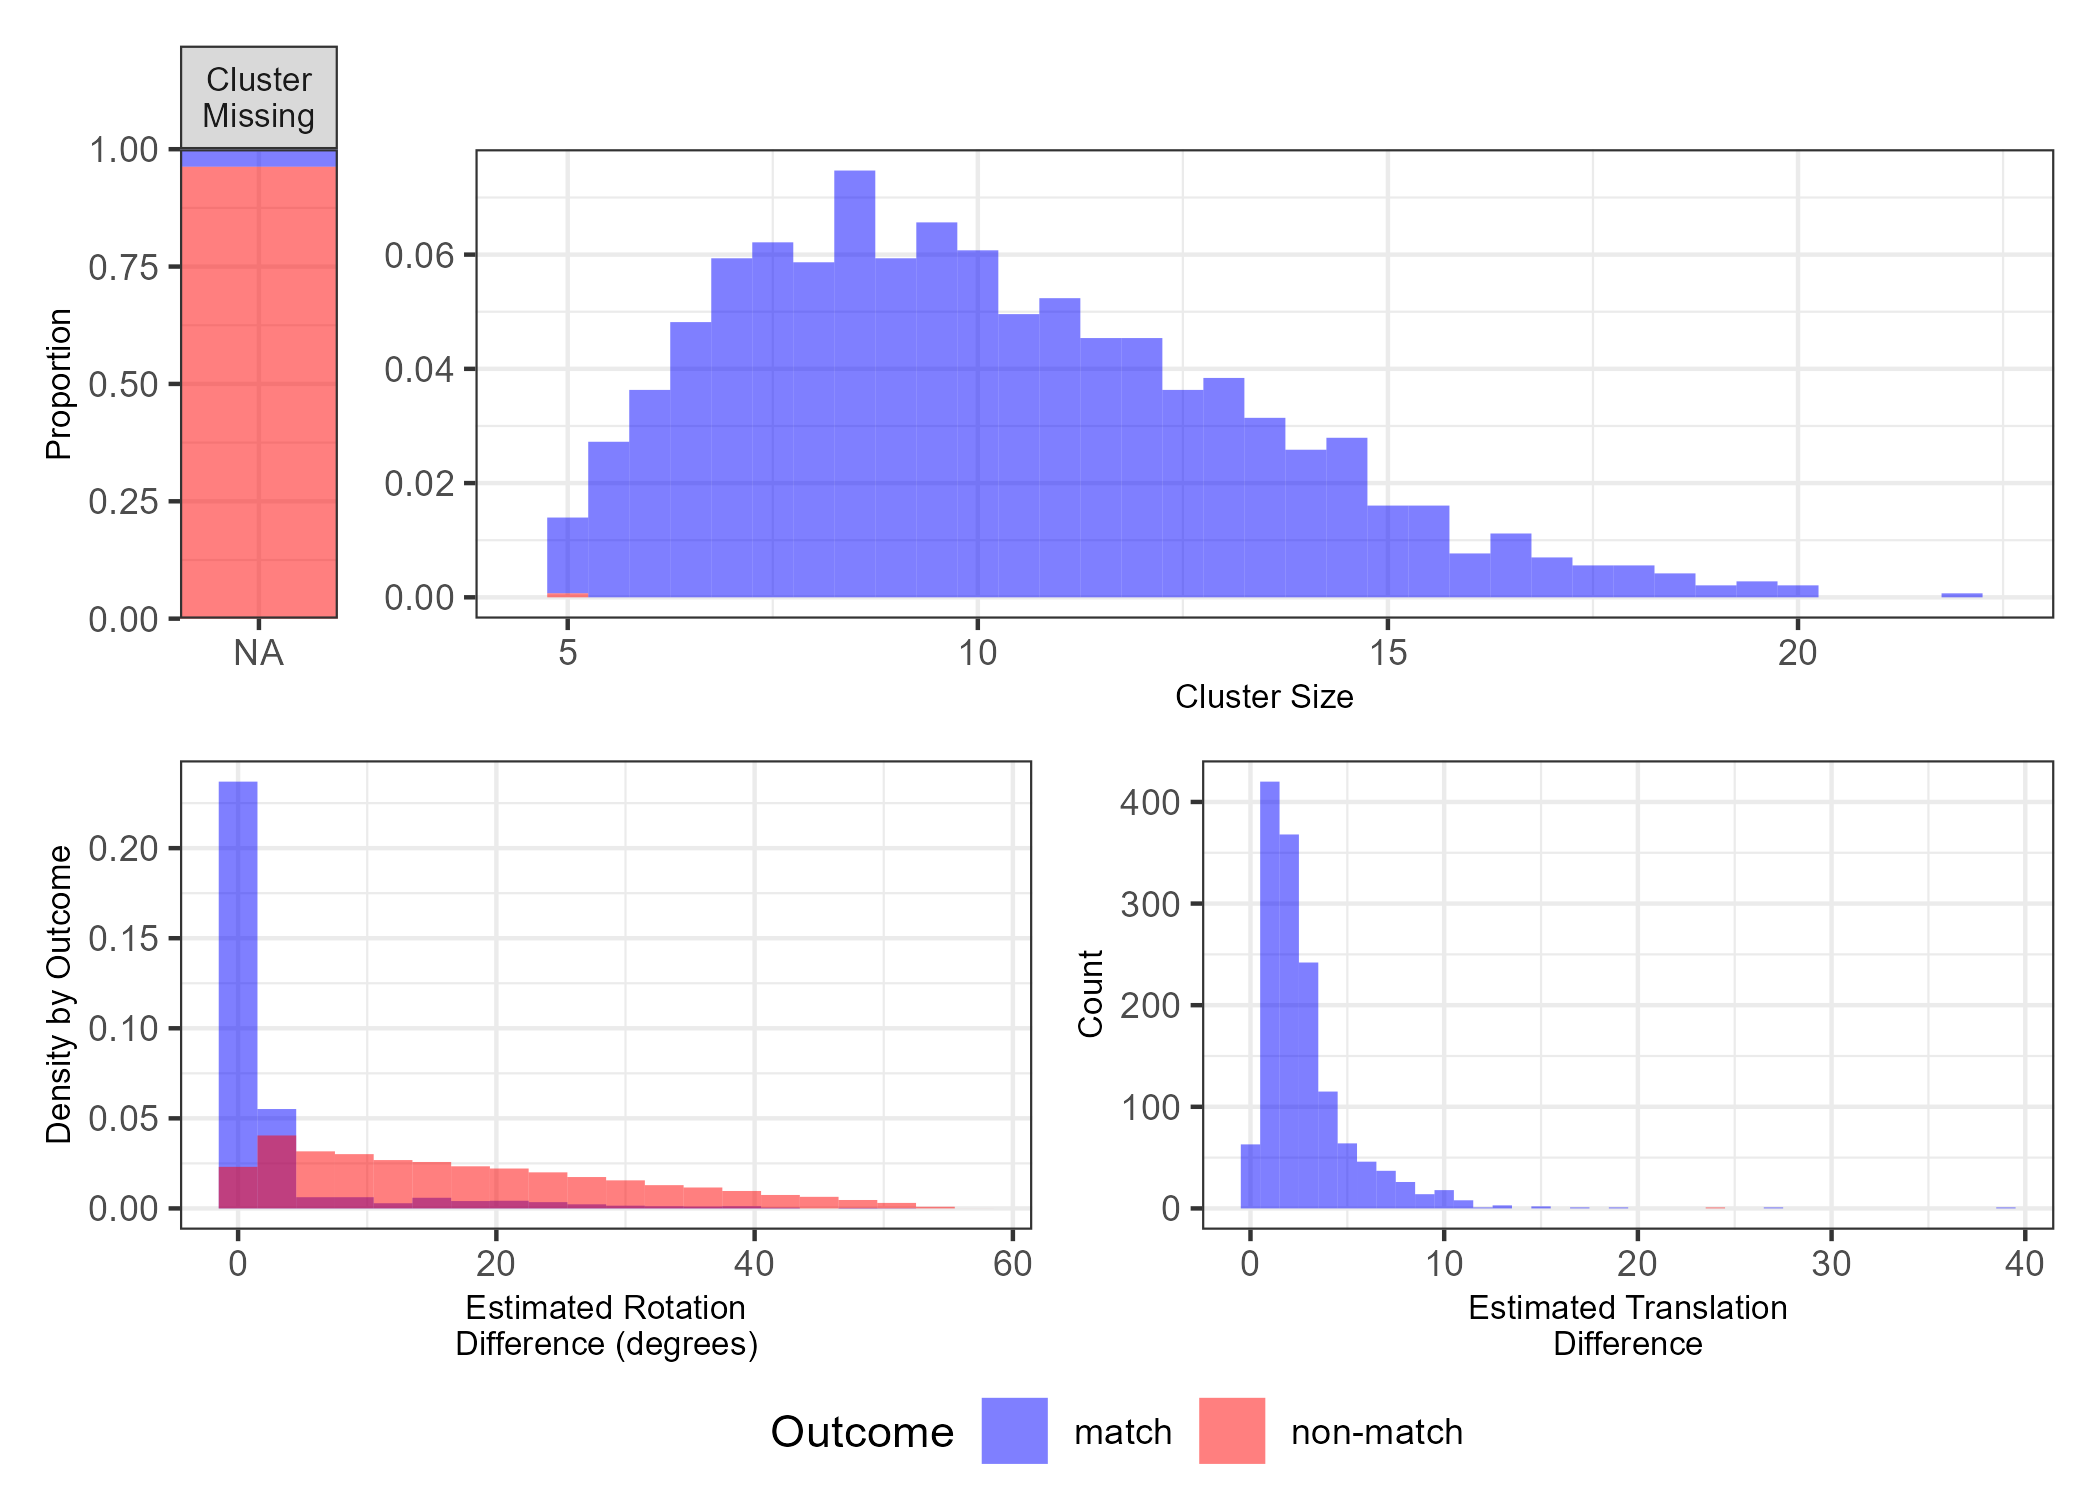 Cluster
Missing
Proportion
1.00
0.75
0.50
0.25
0.00
NA
0.06
0.04
0.02
0.00
5 10 15 20
Cluster Size
Density by Outcome
0.20
0.15
0.10
0.05
0.00
0 20 40 60
Estimated Rotation
Difference (degrees)
Count
400
300
200
100
0
0 10 20 30 40
Estimated Translation
Difference
Outcome match non-match